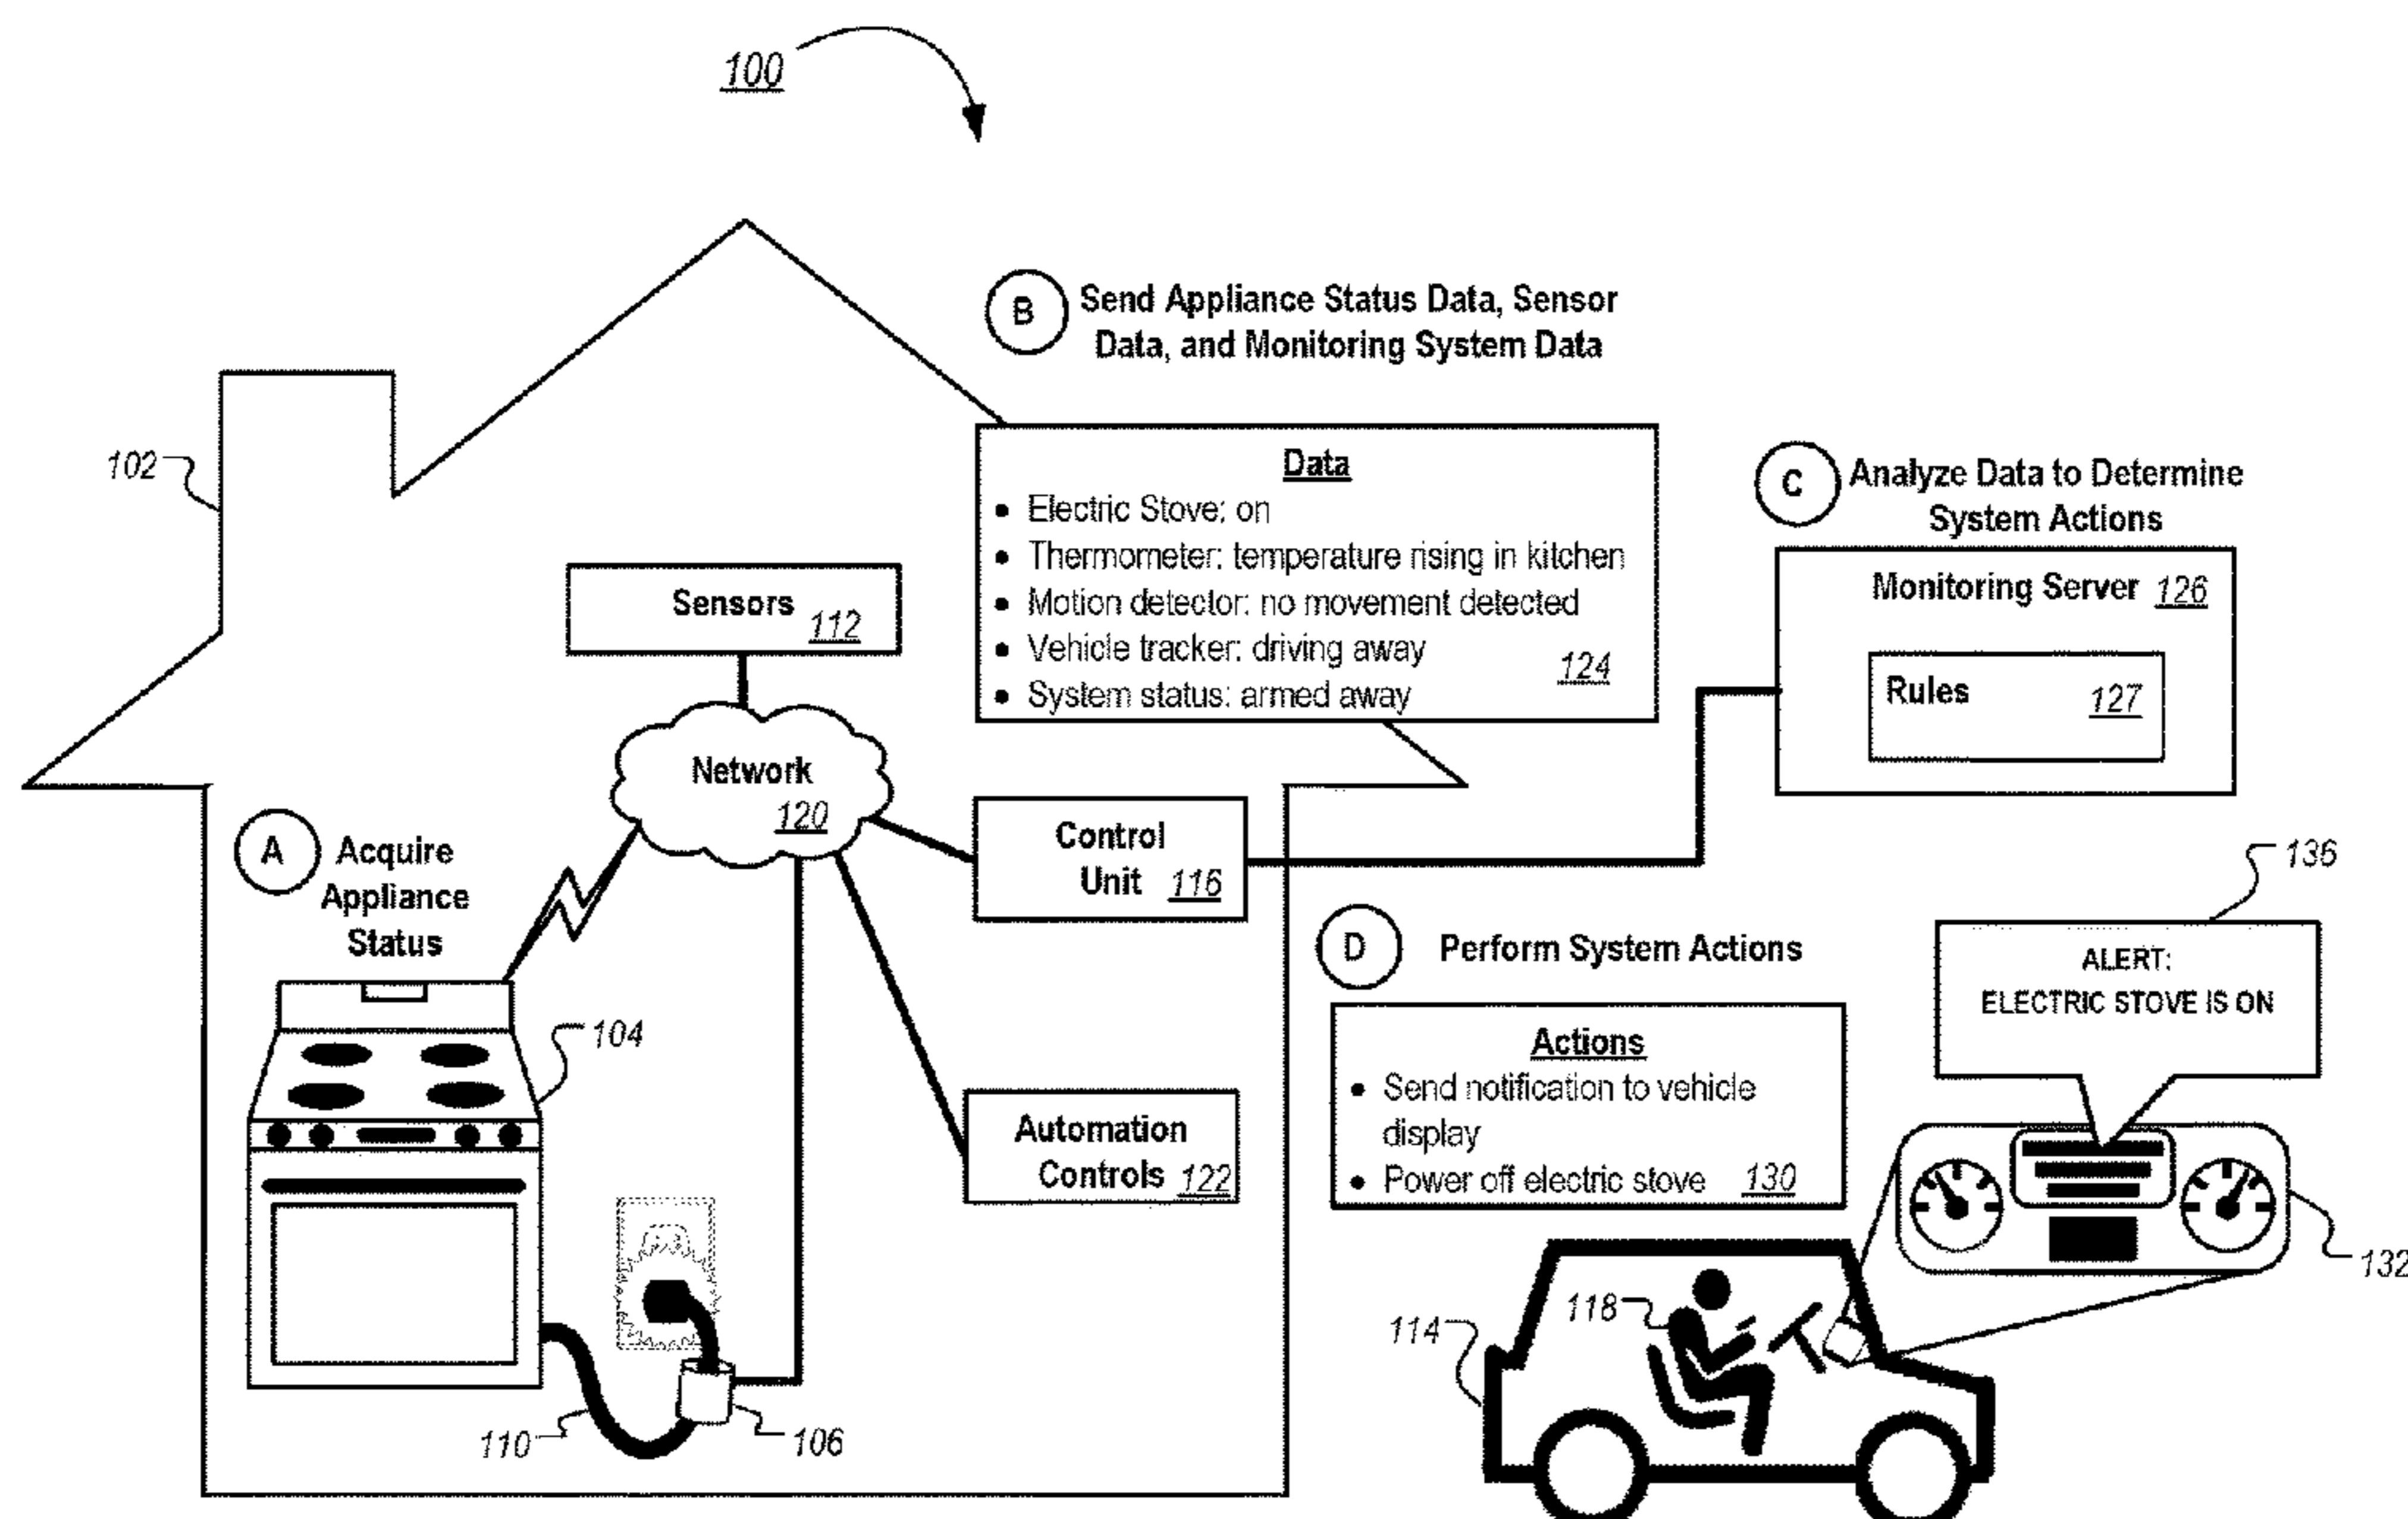 100
B
Send Appliance Status Data, Sensor
Data, and Monitoring System Data
102
Data
• Electric Stove: on
• Thermometer: temperature rising in kitchen
• Motion detector: no movement detected
• Vehicle tracker: driving away
• System status: armed away
124
C
Analyze Data to Determine
System Actions
Monitoring Server 126
Rules 127
Sensors 112
Network
120
A
Acquire
Appliance
Status
Control
Unit 116
136
D
Perform System Actions
ALERT:
ELECTRIC STOVE IS ON
104
Actions
• Send notification to vehicle
display
• Power off electric stove 130
Automation
Controls 122
132
118
114
110
106